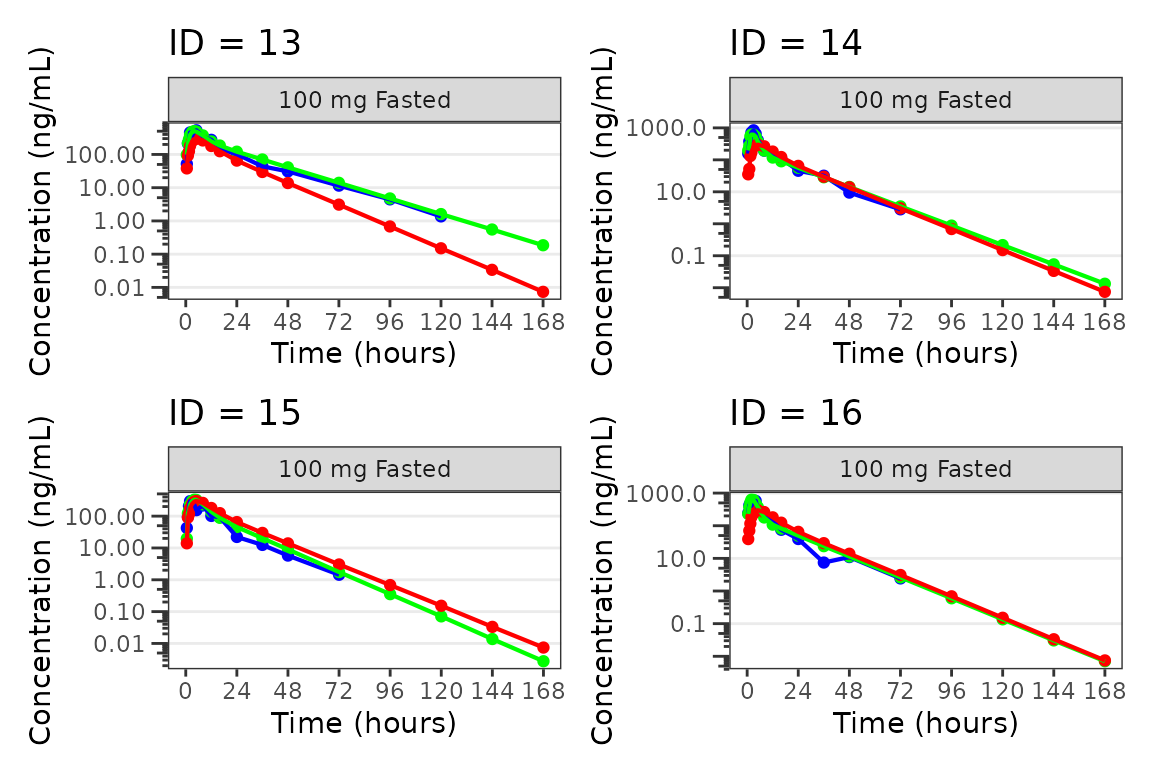 ID = 13
100 mg Fasted
Concentration (ng/mL)
100.00
10.00
1.00
0.10
0.01
0 24 48 72 96 120 144 168
Time (hours)
ID = 14
100 mg Fasted
Concentration (ng/mL)
1000.0
10.0
0.1
0 24 48 72 96 120 144 168
Time (hours)
ID = 15
100 mg Fasted
Concentration (ng/mL)
100.00
10.00
1.00
0.10
0.01
0 24 48 72 96 120 144 168
Time (hours)
ID = 16
100 mg Fasted
Concentration (ng/mL)
1000.0
10.0
0.1
0 24 48 72 96 120 144 168
Time (hours)